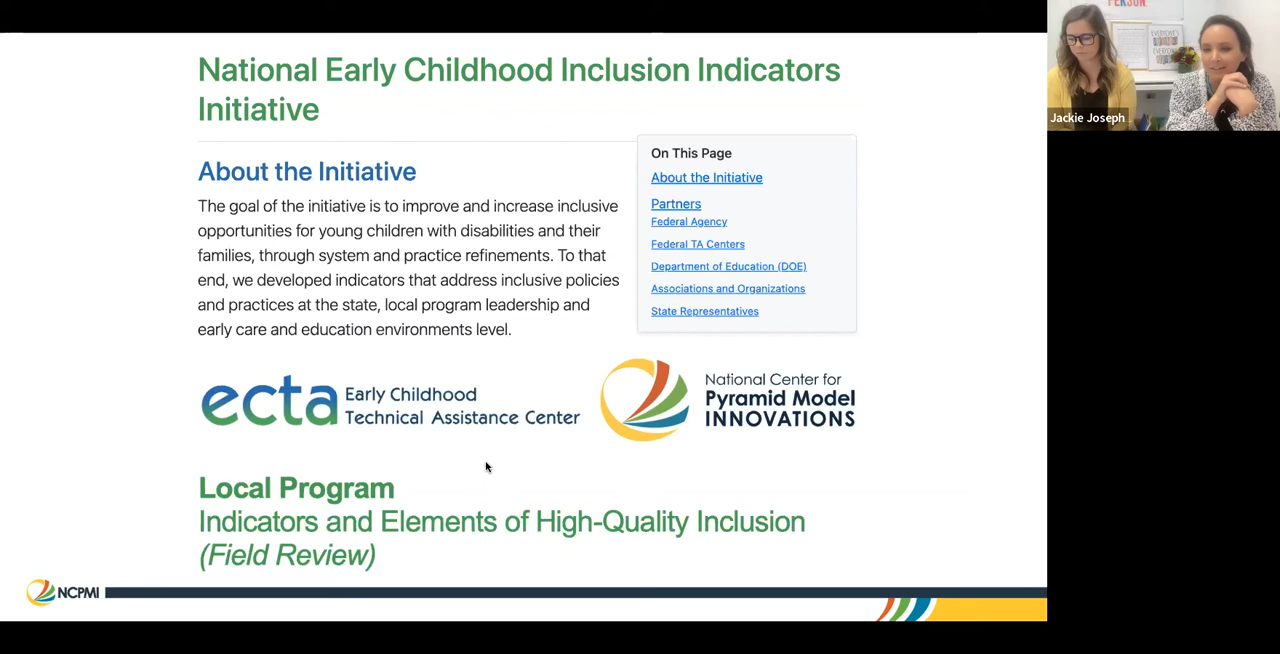 National Early Childhood Inclusion Indicators
Initiative
About the Initiative
The goal of the initiative is to improve and increase inclusive
opportunities for young children with disabilities and their
families, through system and practice refinements. To that
end, we developed indicators that address inclusive policies
and practices at the state, local program leadership and
early care and education environments level.
On This Page
About the Initiative
Partners
Federal Agency
Federal TA Centers
Department of Education (DOE)
Associations and Organizations
State Representatives
ecta Early Childhood
Technical Assistance Center
National Center for
Pyramid Model
INNOVATIONS
Local Program
Indicators and Elements of High-Quality Inclusion
(Field Review)
NCPMI
PERSON.
Jackie Joseph